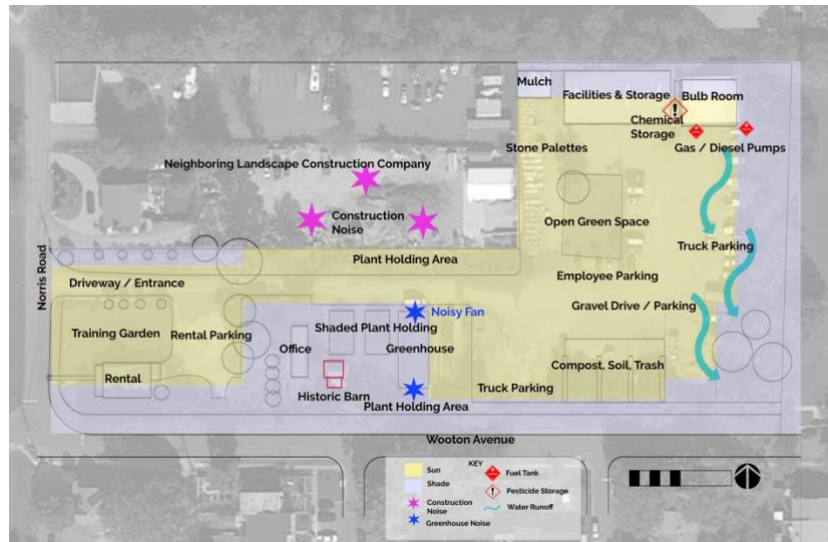 Mulch
Facilities & Storage
Bulb Room
Chemical
Storage
Gas / Diesel Pumps
Stone Palettes
Neighboring Landscape Construction Company
Construction
Noise
Open Green Space
Truck Parking
Plant Holding Area
Norris Road
Driveway / Entrance
Employee Parking
Gravel Drive / Parking
Noisy Fan
Training Garden
Rental Parking
Shaded Plant Holding
Office
Greenhouse
Compost, Soil, Trash
Rental
Historic Barn
Truck Parking
Plant Holding Area
Wooton Avenue
KEY
Sun
Shade
Construction
Noise
Greenhouse Noise
Fuel Tank
Pesticide Storage
Water Runoff